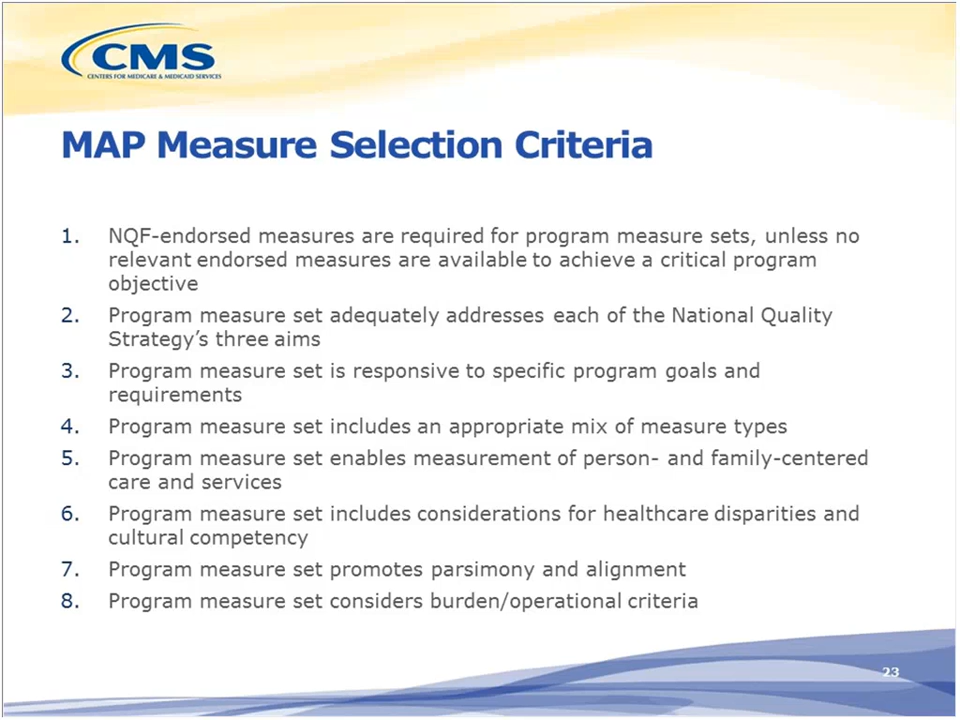 CMS
CENTERS FOR MEDICARE & MEDICAID SERVICES
MAP Measure Selection Criteria
1. NQF-endorsed measures are required for program measure sets, unless no
relevant endorsed measures are available to achieve a critical program
objective
2. Program measure set adequately addresses each of the National Quality
Strategy’s three aims
3. Program measure set is responsive to specific program goals and
requirements
4. Program measure set includes an appropriate mix of measure types
5. Program measure set enables measurement of person- and family-centered
care and services
6. Program measure set includes considerations for healthcare disparities and
cultural competency
7. Program measure set promotes parsimony and alignment
8. Program measure set considers burden/operational criteria
23